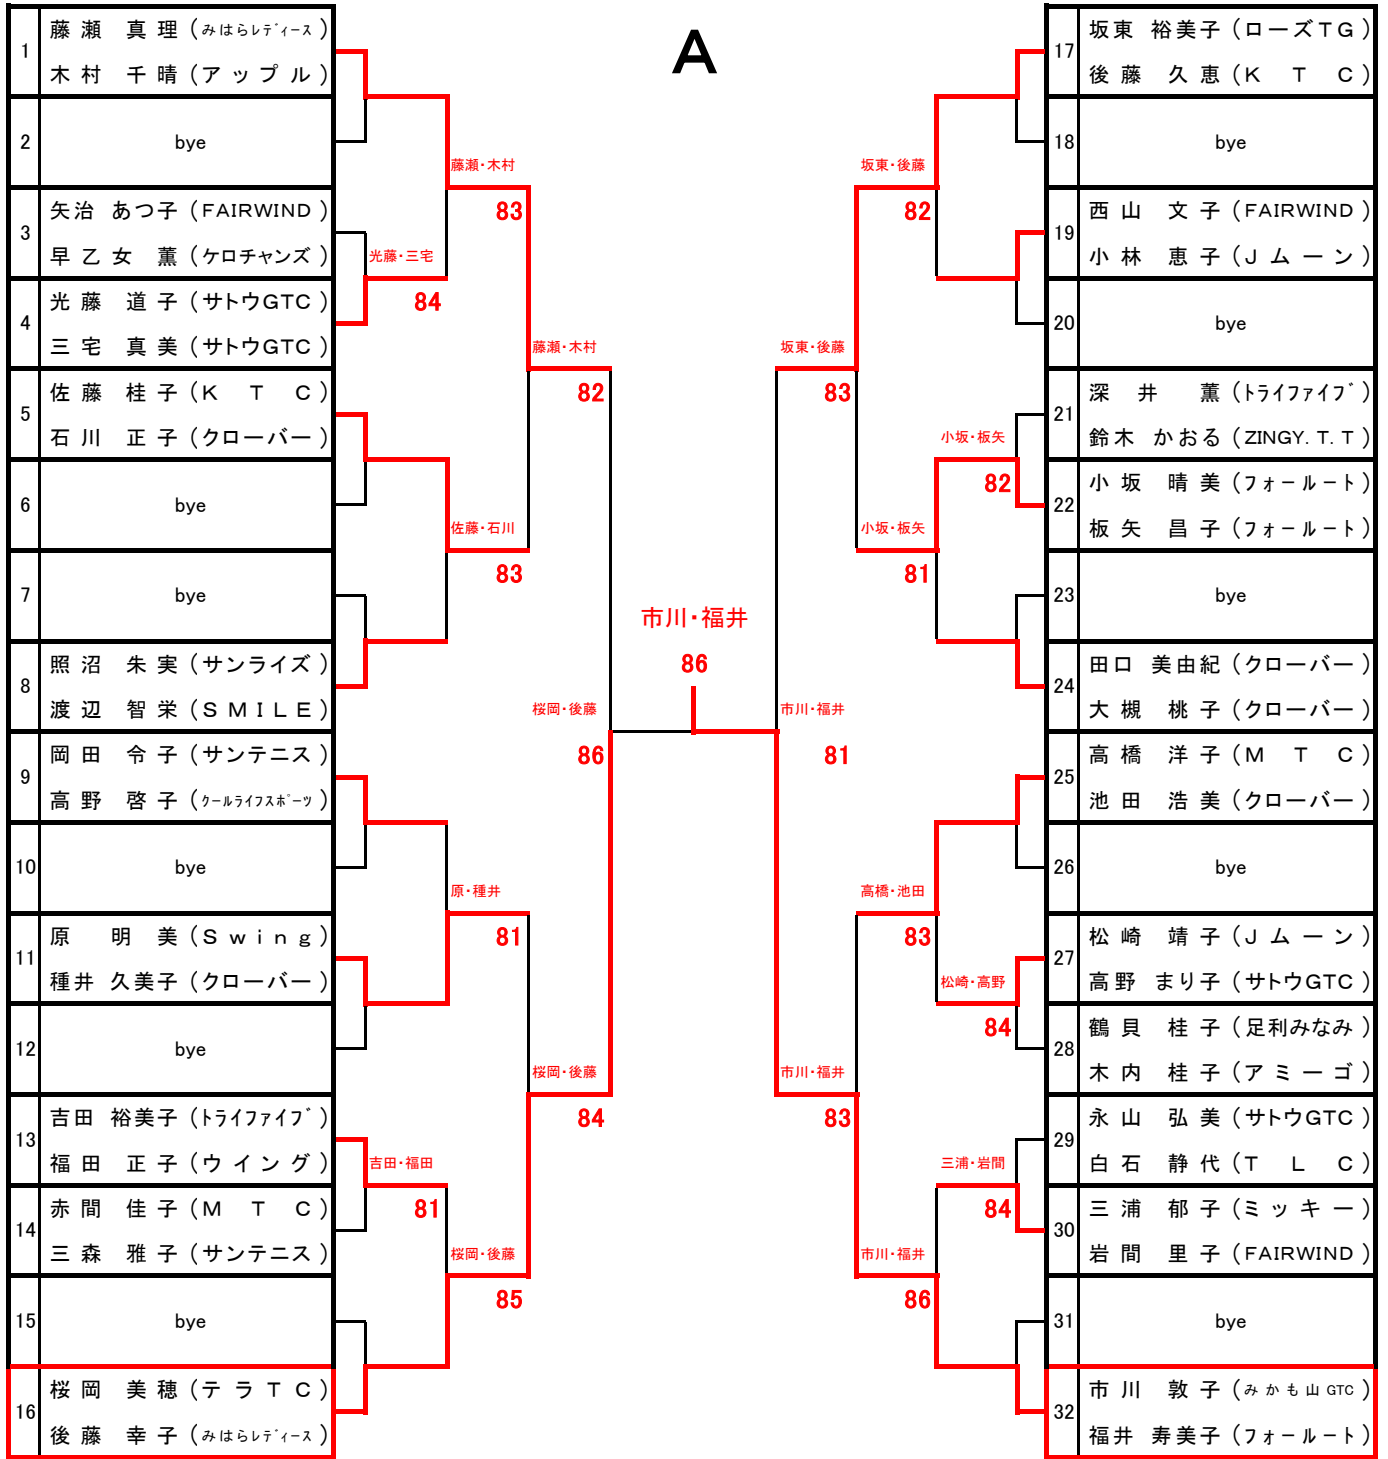 A
1
藤瀬 真理 (みはらレディース)
木村 千晴 (アップル)
2
bye
3
矢治 あつ子 (FAIRWIND)
早乙女 薫 (ケロチャンズ)
4
光藤 道子 (サトウGTC)
三宅 真美 (サトウGTC)
5
佐藤 桂子 (KTC)
石川 正子 (クローバー)
6
bye
7
bye
8
照沼 朱実 (サンライズ)
渡辺 智栄 (SMILE)
9
岡田 令子 (サンテニス)
高野 啓子 (クールライフスポーツ)
10
bye
11
原 明美 (Swing)
種井 久美子 (クローバー)
12
bye
13
吉田 裕美子 (トライファイブ)
福田 正子 (ウイング)
14
赤間 佳子 (MTC)
三森 雅子 (サンテニス)
15
bye
16
桜岡 美穂 (テラTC)
後藤 幸子 (みはらレディース)
光藤・三宅
84
吉田・福田
81
藤瀬・木村
83
佐藤・石川
83
原・種井
81
桜岡・後藤
85
藤瀬・木村
82
桜岡・後藤
84
桜岡・後藤
86
市川・福井
86
市川・福井
81
坂東・後藤
83
市川・福井
83
坂東・後藤
82
小坂・板矢
81
高橋・池田
83
市川・福井
86
小坂・板矢
82
松崎・高野
84
三浦・岩間
84
17
坂東 裕美子 (ローズTG)
後藤 久恵 (KTC)
18
bye
19
西山 文子 (FAIRWIND)
小林 恵子 (Jムーン)
20
bye
21
深井 薫 (トライファイブ)
鈴木 かおる (ZINGY.T.T)
22
小坂 晴美 (フォールート)
板矢 昌子 (フォールート)
23
bye
24
田口 美由紀 (クローバー)
大槻 桃子 (クローバー)
25
高橋 洋子 (MTC)
池田 浩美 (クローバー)
26
bye
27
松崎 靖子 (Jムーン)
高野 まり子 (サトウGTC)
28
鶴貝 桂子 (足利みなみ)
木内 桂子 (アミーゴ)
29
永山 弘美 (サトウGTC)
白石 静代 (TLC)
30
三浦 郁子 (ミッキー)
岩間 里子 (FAIRWIND)
31
bye
32
市川 敦子 (みかも山GTC)
福井 寿美子 (フォールート)